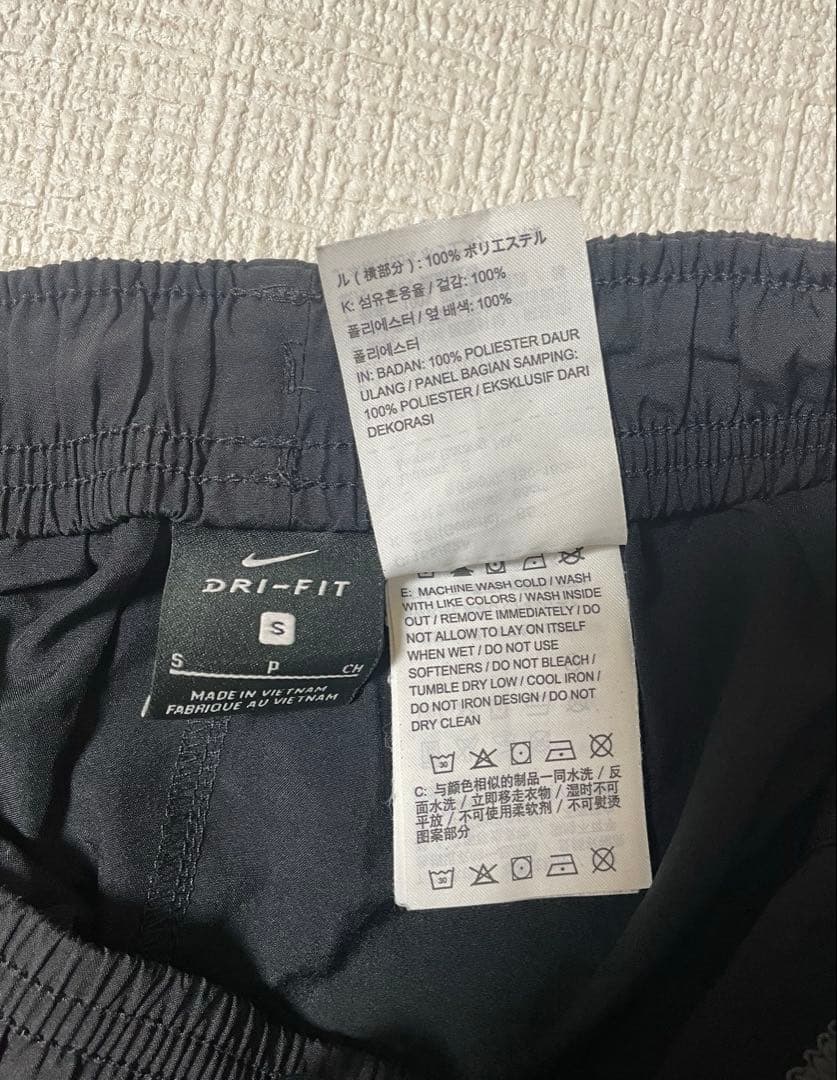 ル(横部分): 100% ポリエステル
K: 섬유혼용율 / 겉감: 100%
폴리에스터 / 옆 배색: 100%
폴리에스터
IN: BADAN: 100% POLIESTER DAUR
ULANG / PANEL BAGIAN SAMPING:
100% POLIESTER / EKSKLUSIF DARI
DEKORASI
DRI-FIT
S
S P CH
MADE IN VIETNAM
FABRIQUE AU VIETNAM
E: MACHINE WASH COLD / WASH
WITH LIKE COLORS / WASH INSIDE
OUT / REMOVE IMMEDIATELY / DO
NOT ALLOW TO LAY ON ITSELF
WHEN WET / DO NOT USE
SOFTENERS / DO NOT BLEACH /
TUMBLE DRY LOW / COOL IRON /
DO NOT IRON DESIGN / DO NOT
DRY CLEAN
30
C: 与颜色相似的制品一同水洗 / 反
面水洗 / 立即移走衣物 / 湿时不可
平放 / 不可使用柔软剂 / 不可熨烫
图案部分
30